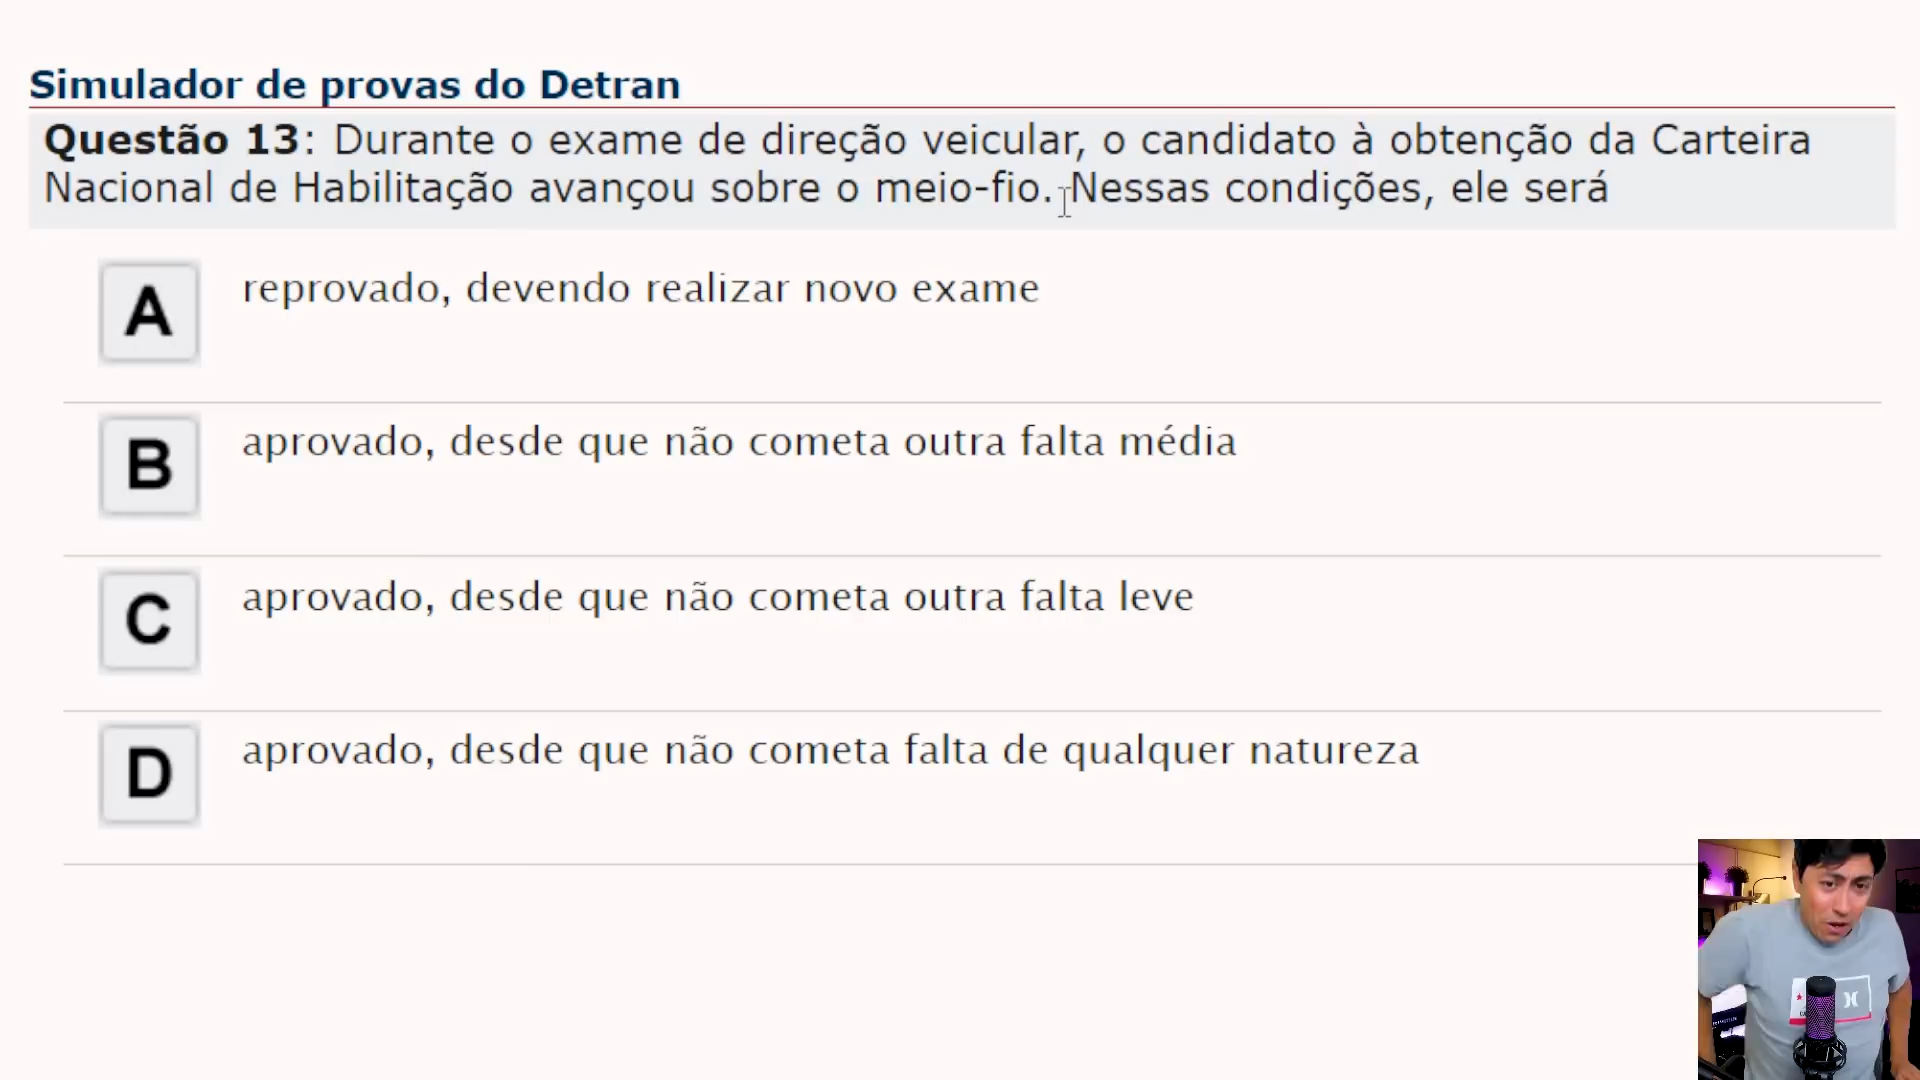 Simulador de provas do Detran
Questão 13: Durante o exame de direção veicular, o candidato à obtenção da Carteira
Nacional de Habilitação avançou sobre o meio-fio. Nessas condições, ele será
A reprovado, devendo realizar novo exame
B aprovado, desde que não cometa outra falta média
C aprovado, desde que não cometa outra falta leve
D aprovado, desde que não cometa falta de qualquer natureza